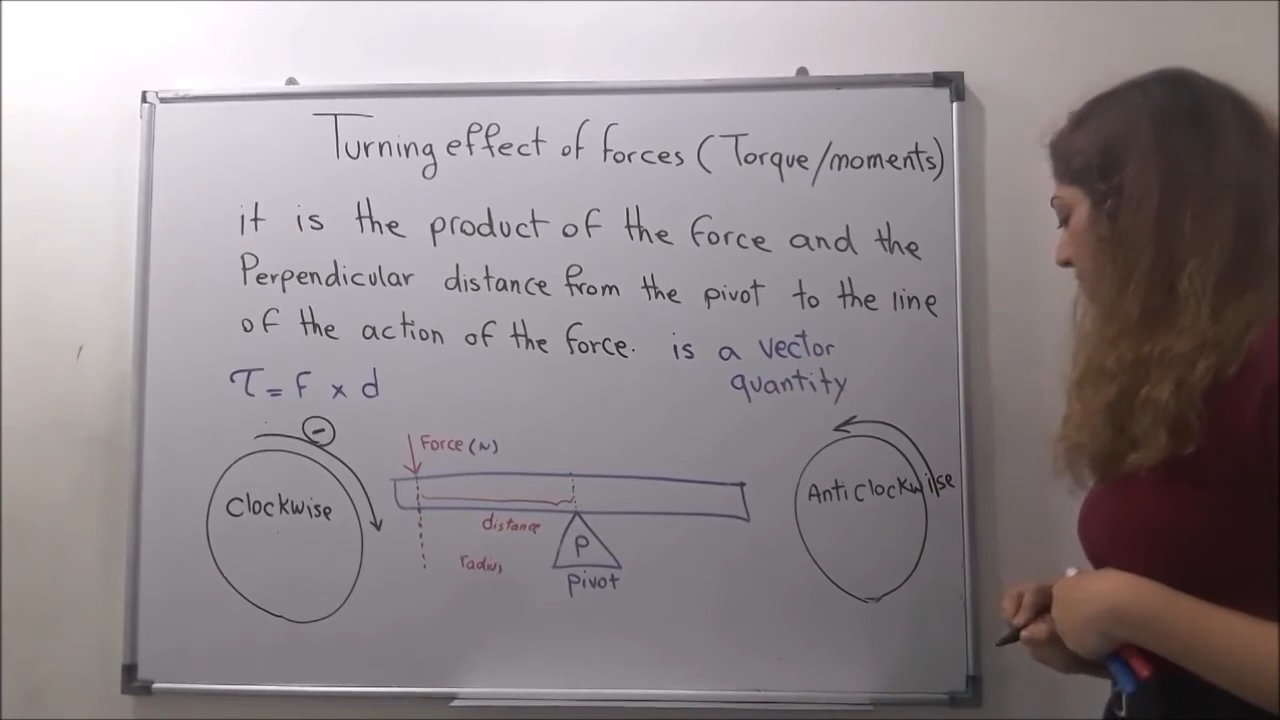 Turning effect of forces (Torque/moments)
it is the product of the force and the
Perpendicular distance from the pivot to the line
of the action of the force. is a vector
quantity
τ = F × d
−
Force (N)
Clockwise
distance
radius
P
pivot
Anticlockwise